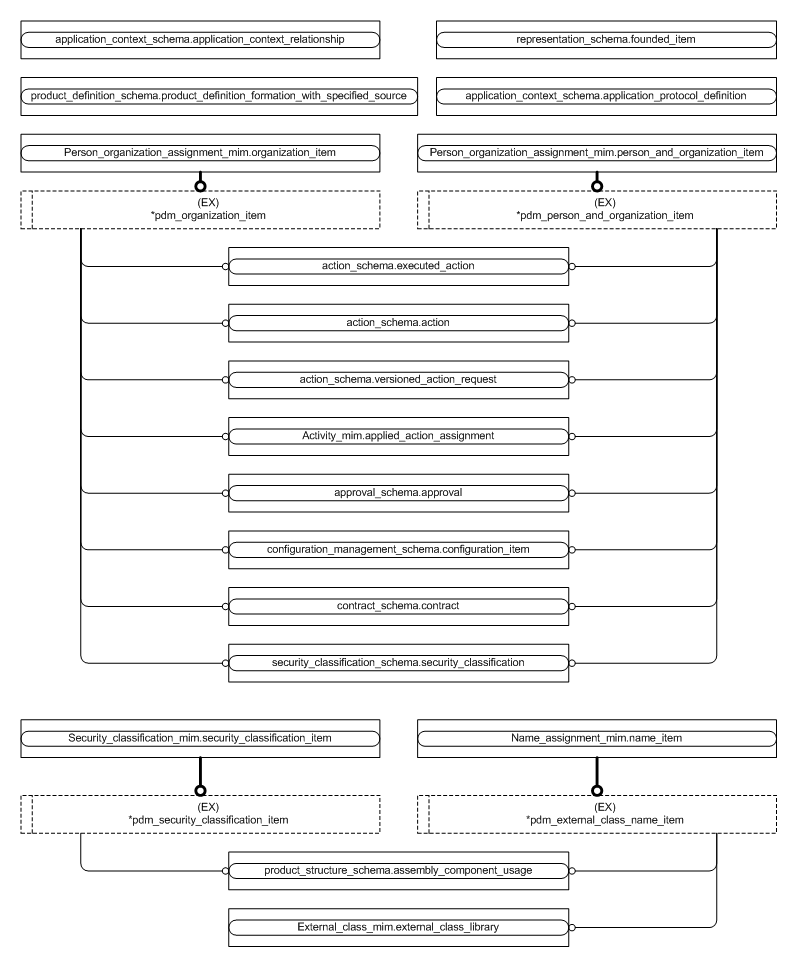 application_context_schema.application_context_relationship
representation_schema.founded_item
product_definition_schema.product_definition_formation_with_specified_source
application_context_schema.application_protocol_definition
Person_organization_assignment_mim.organization_item
Person_organization_assignment_mim.person_and_organization_item
(EX)
*pdm_organization_item
(EX)
*pdm_person_and_organization_item
action_schema.executed_action
action_schema.action
action_schema.versioned_action_request
Activity_mim.applied_action_assignment
approval_schema.approval
configuration_management_schema.configuration_item
contract_schema.contract
security_classification_schema.security_classification
Security_classification_mim.security_classification_item
Name_assignment_mim.name_item
(EX)
*pdm_security_classification_item
(EX)
*pdm_external_class_name_item
product_structure_schema.assembly_component_usage
External_class_mim.external_class_library